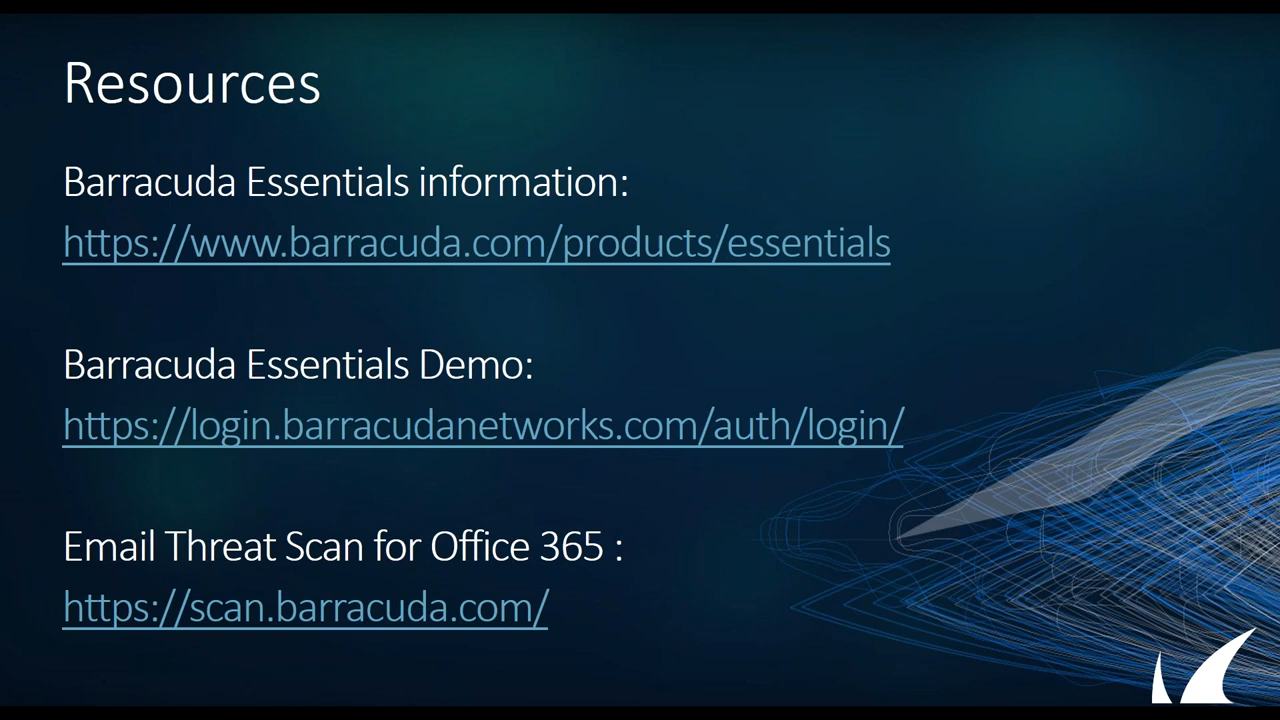 Resources
Barracuda Essentials information:
https://www.barracuda.com/products/essentials
Barracuda Essentials Demo:
https://login.barracudanetworks.com/auth/login/
Email Threat Scan for Office 365 :
https://scan.barracuda.com/